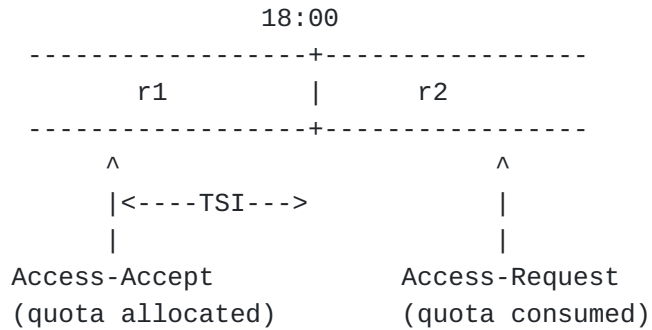 18:00
 ------------------+-----------------
        r1         |      r2
 ------------------+-----------------
      ^                        ^
      |<----TSI--->            |
      |                        |
Access-Accept            Access-Request
(quota allocated)        (quota consumed)